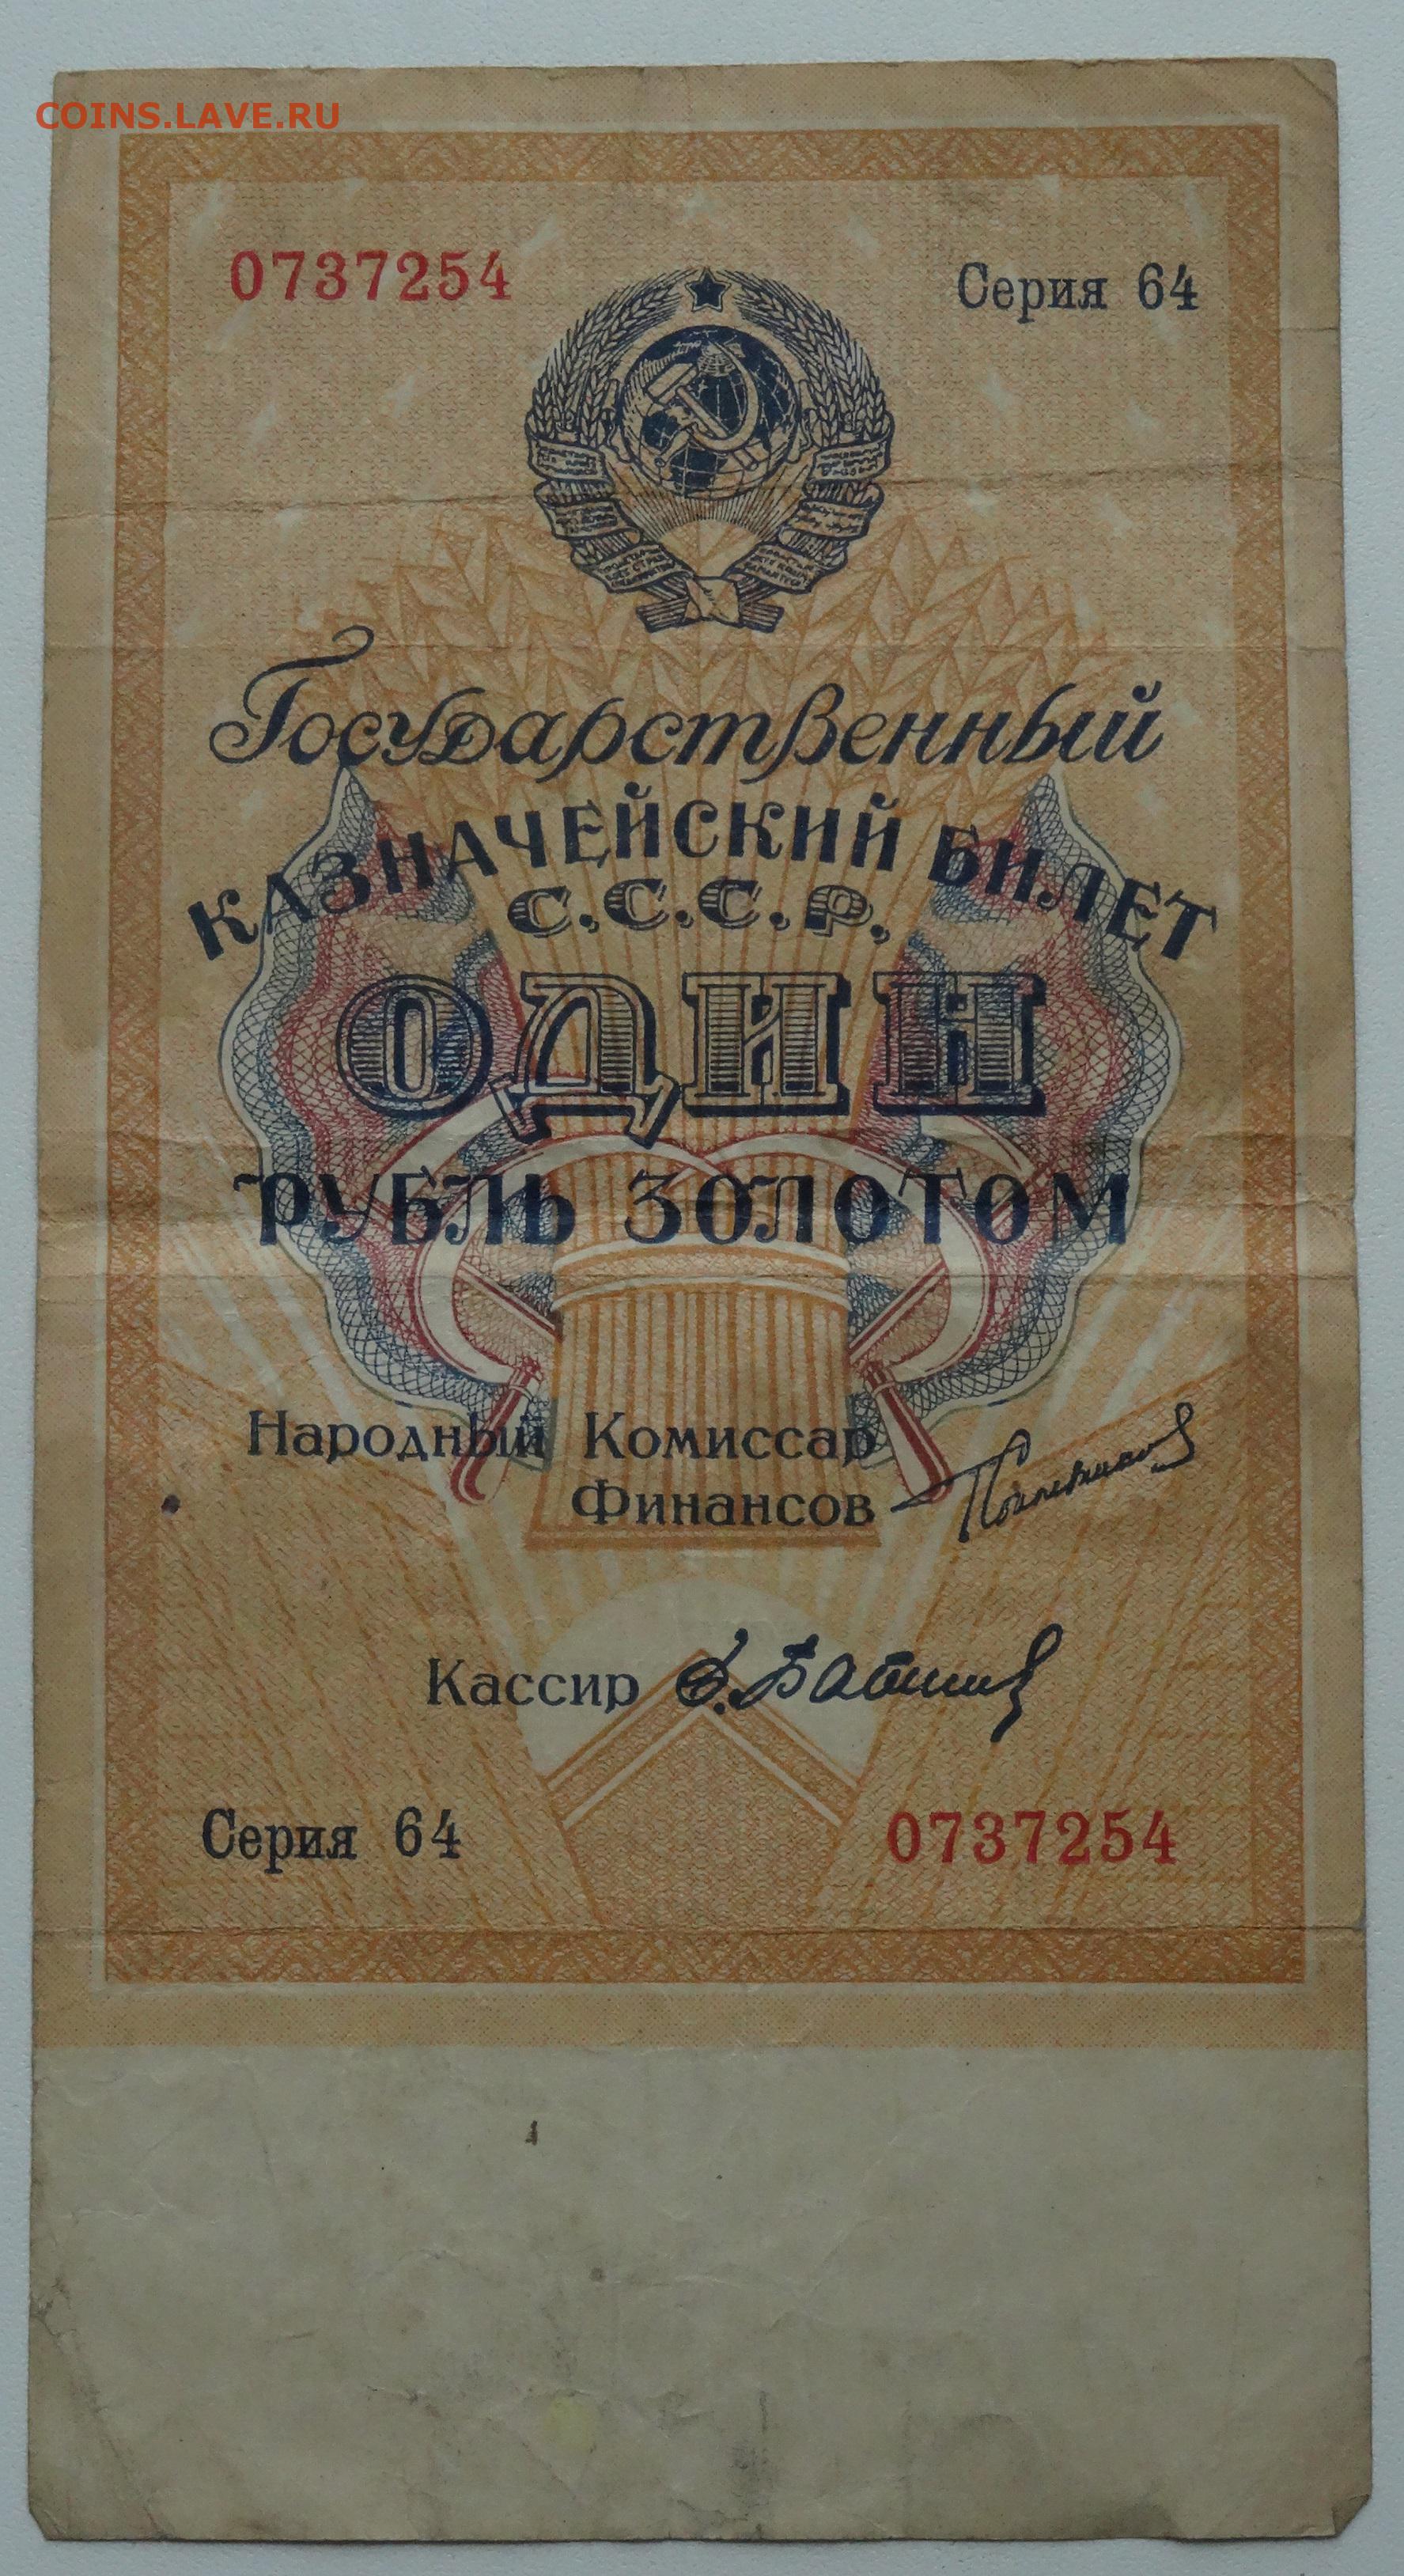 COINS.LAVE.RU
0737254 Серия 64
Государственный
КАЗНАЧЕЙСКИЙ БИЛЕТ
С.С.С.Р.
ОДИН
РУБЛЬ ЗОЛОТОМ
Народный Комиссар
Финансов
Кассир
Серия 64 0737254